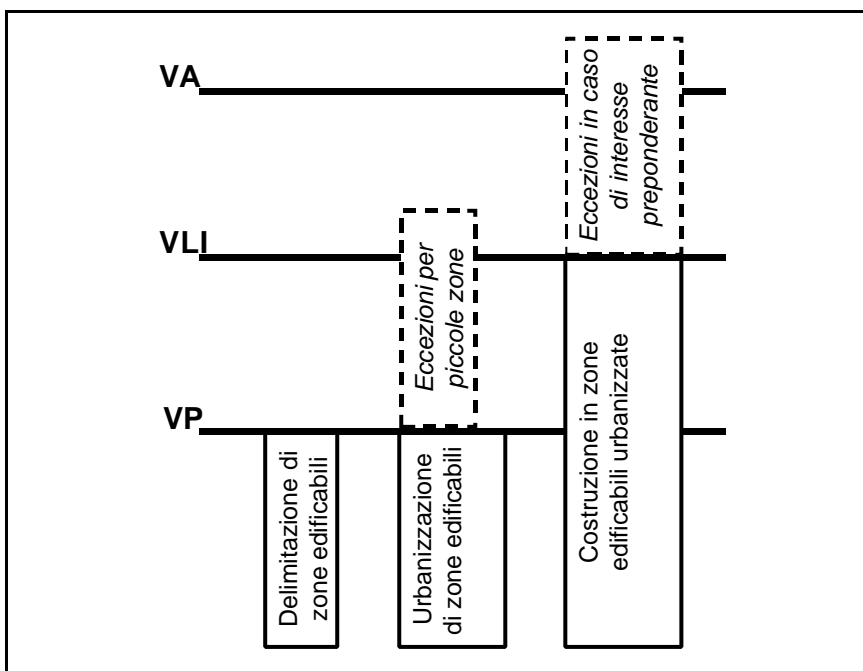 VA
Eccezioni in caso
di interesse
preponderante
VLI
Eccezioni per
piccole zone
VP
Delimitazione di
zone edificabili
Urbanizzazione
di zone edificabili
Costruzione in zone
edificabili urbanizzate